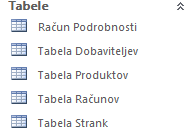 Tabele
Račun Podrobnosti
Tabela Dobaviteljev
Tabela Produktov
Tabela Računov
Tabela Strank